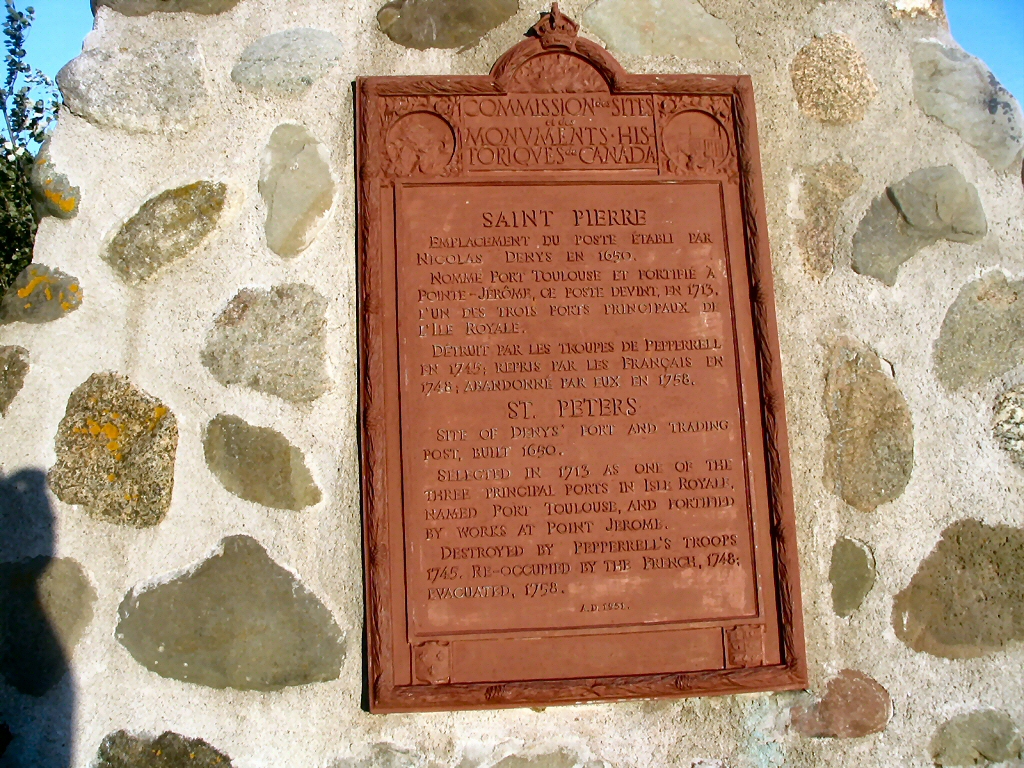 COMMISSION des SITES
et des
MONVMENTS·HIS-
TORIQVES du CANADA
SAINT PIERRE
EMPLACEMENT DU POSTE ÉTABLI PAR
NICOLAS DENYS EN 1650.
NOMMÉ PORT TOULOUSE ET FORTIFIÉ À
POINTE-JÉRÔME, CE POSTE DEVINT, EN 1713,
L'UN DES TROIS PORTS PRINCIPAUX DE
L'ILE ROYALE.
DÉTRUIT PAR LES TROUPES DE PEPPERRELL
EN 1745; REPRIS PAR LES FRANÇAIS EN
1748; ABANDONNÉ PAR EUX EN 1758.
ST. PETERS
SITE OF DENYS' FORT AND TRADING
POST, BUILT 1650.
SELECTED IN 1713 AS ONE OF THE
THREE PRINCIPAL PORTS IN ISLE ROYALE,
NAMED PORT TOULOUSE, AND FORTIFIED
BY WORKS AT POINT JEROME.
DESTROYED BY PEPPERRELL'S TROOPS
1745. RE-OCCUPIED BY THE FRENCH, 1748;
EVACUATED, 1758.
A.D. 1951.